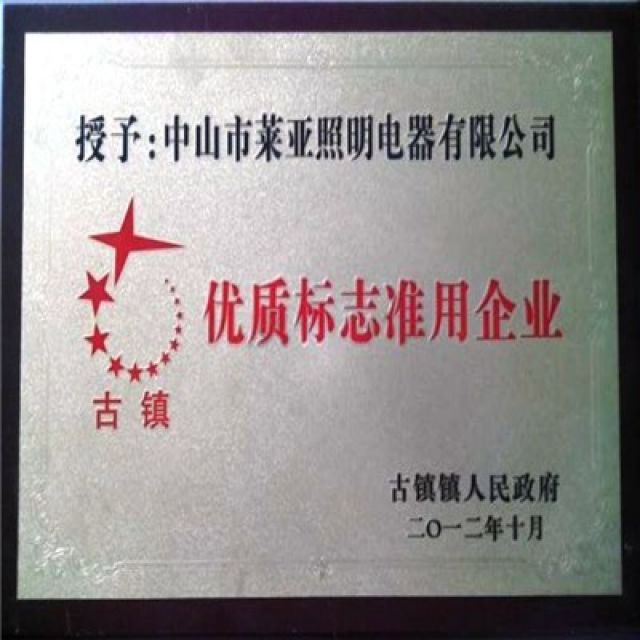 授予:中山市莱亚照明电器有限公司
优质标志准用企业
古镇
古镇镇人民政府
二〇一二年十月